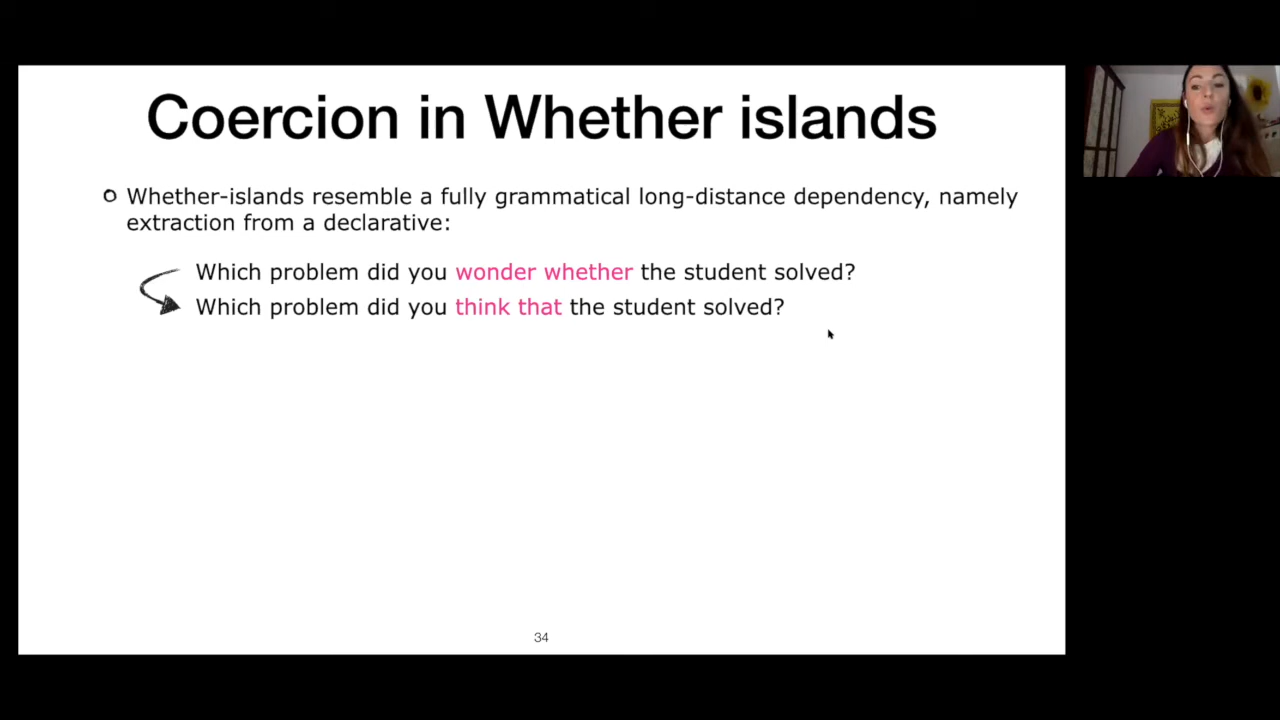 Coercion in Whether islands
Whether-islands resemble a fully grammatical long-distance dependency, namely
extraction from a declarative:
Which problem did you wonder whether the student solved?
Which problem did you think that the student solved?
34